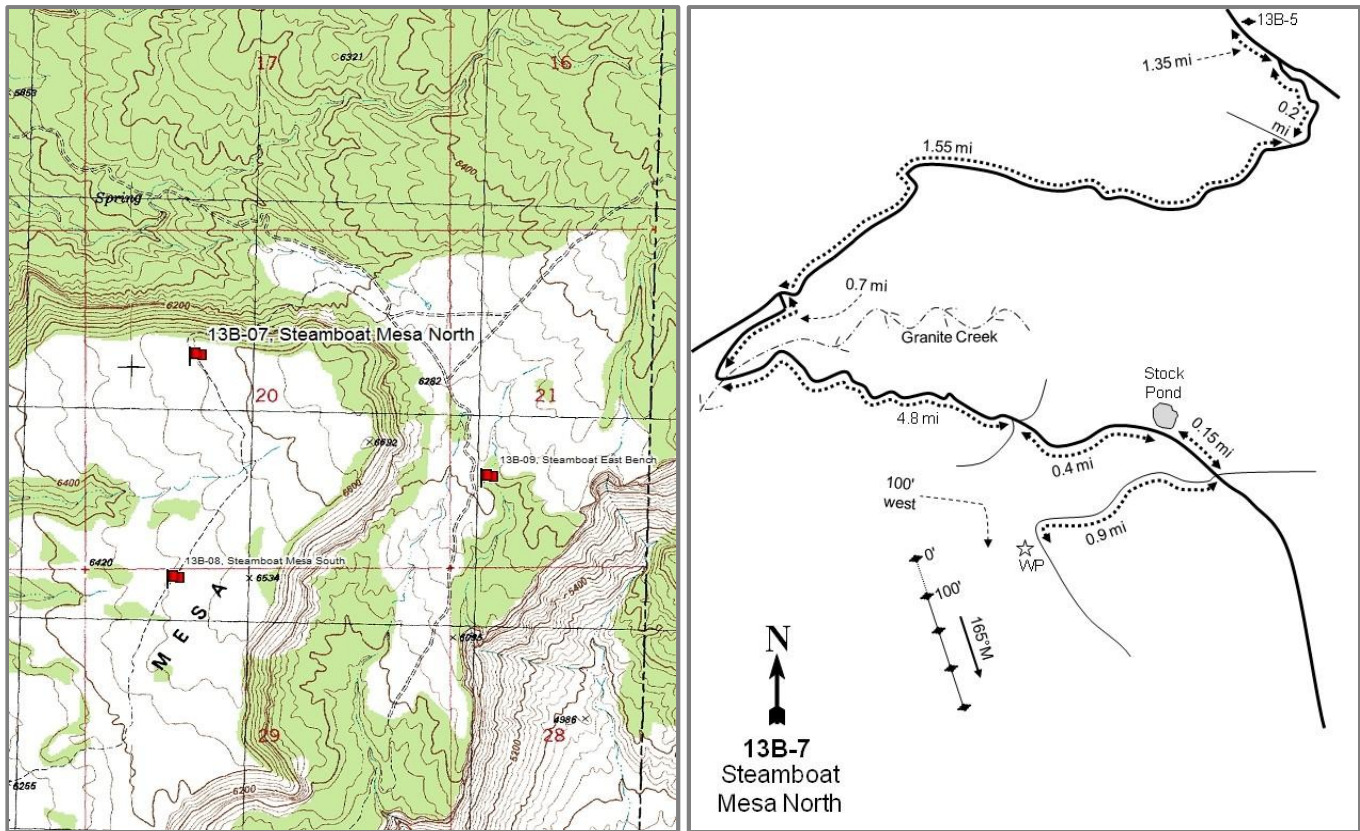 6321
17
16
5853
6400
Spring
6200
13B-07, Steamboat Mesa North
6282
20
21
6592
13B-09, Steamboat East Bench
6400
6600
6420
13B-08, Steamboat Mesa South
6534
5400
MESA
6095
4986
29
5200
28
6255
6200
13B-5
1.35 mi
0.2
mi
1.55 mi
0.7 mi
Granite Creek
Stock
Pond
4.8 mi
0.15 mi
0.4 mi
100'
west
0.9 mi
WP
0'
100'
165°M
N
13B-7
Steamboat
Mesa North